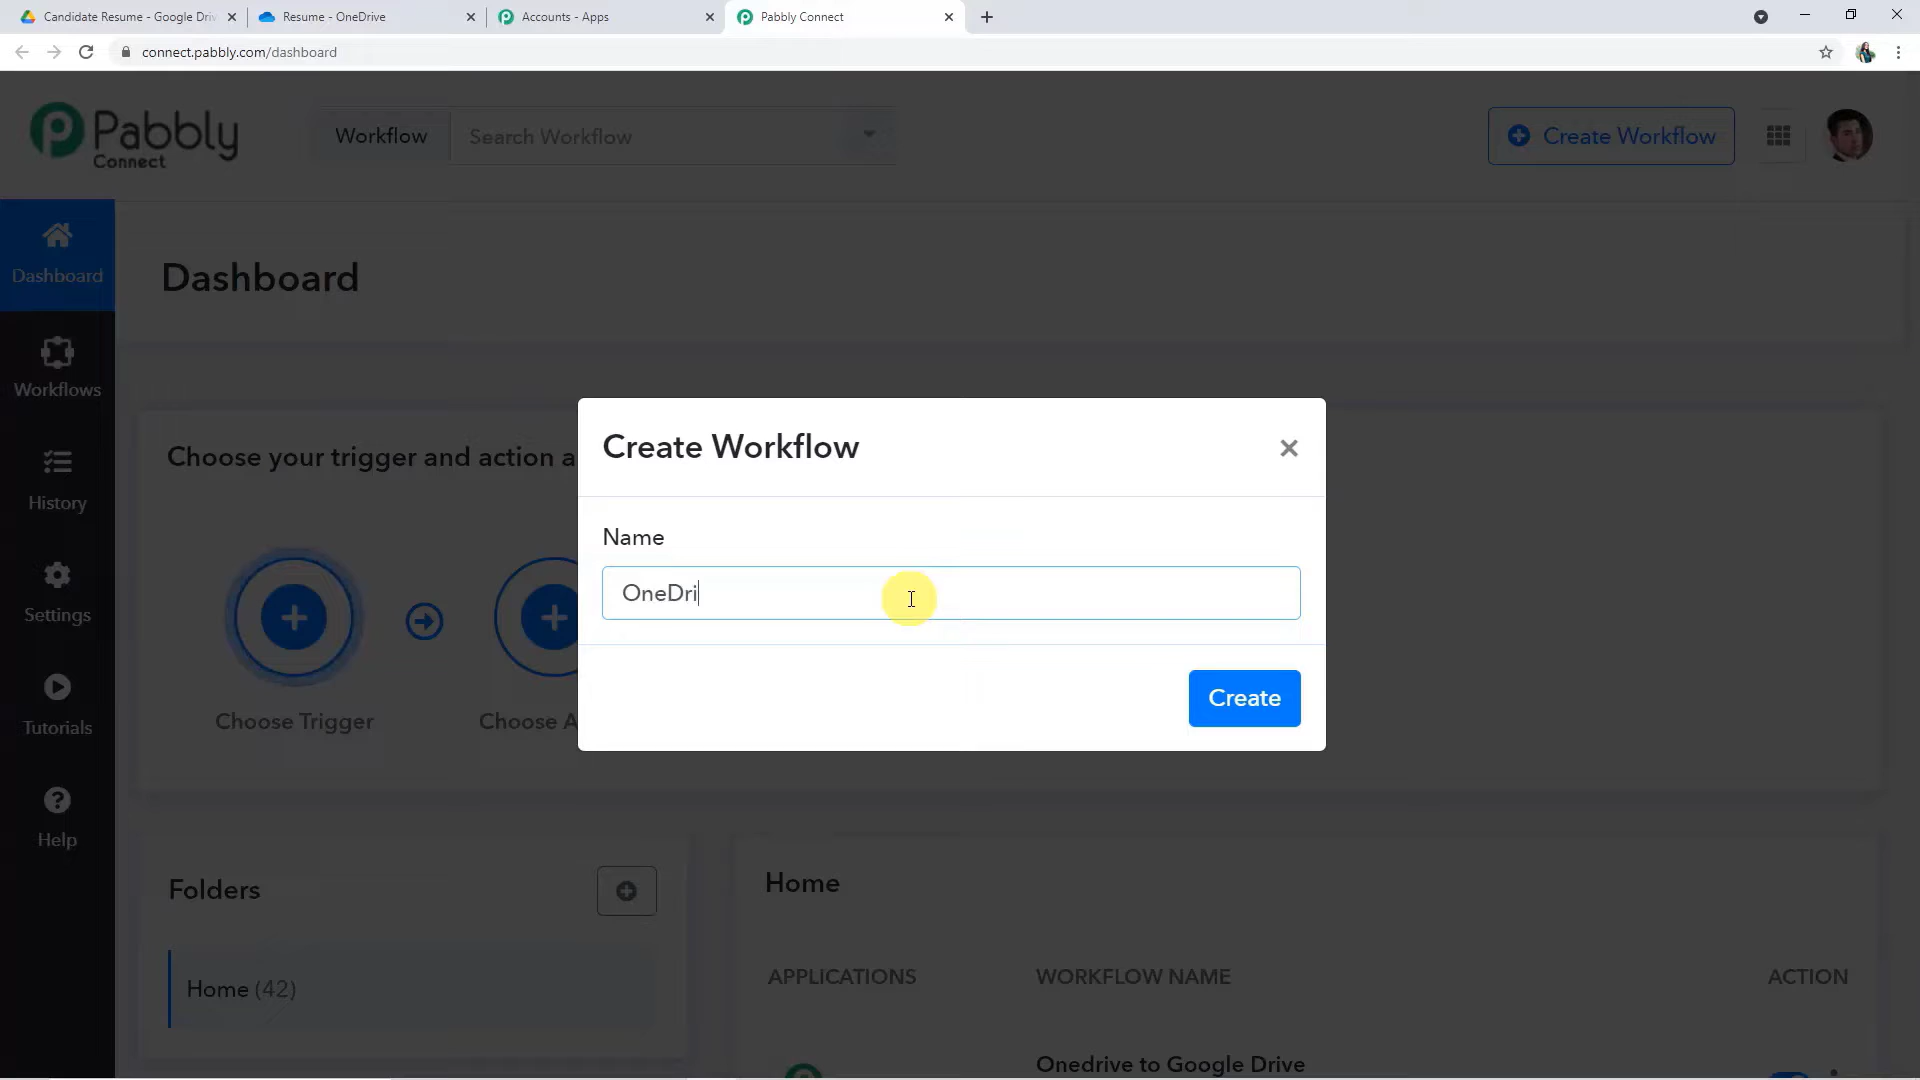 Candidate Resume - Google Driv
Resume - OneDrive
Accounts - Apps
Pabbly Connect
connect.pabbly.com/dashboard
Pabbly
Connect
Workflow
Search Workflow
Create Workflow
Dashboard
Dashboard
Workflows
History
Settings
Tutorials
Help
Choose your trigger and action a
Choose Trigger
Choose A
Create Workflow
Name
OneDri
Create
Folders
Home (42)
Home
APPLICATIONS
WORKFLOW NAME
ACTION
Onedrive to Google Drive